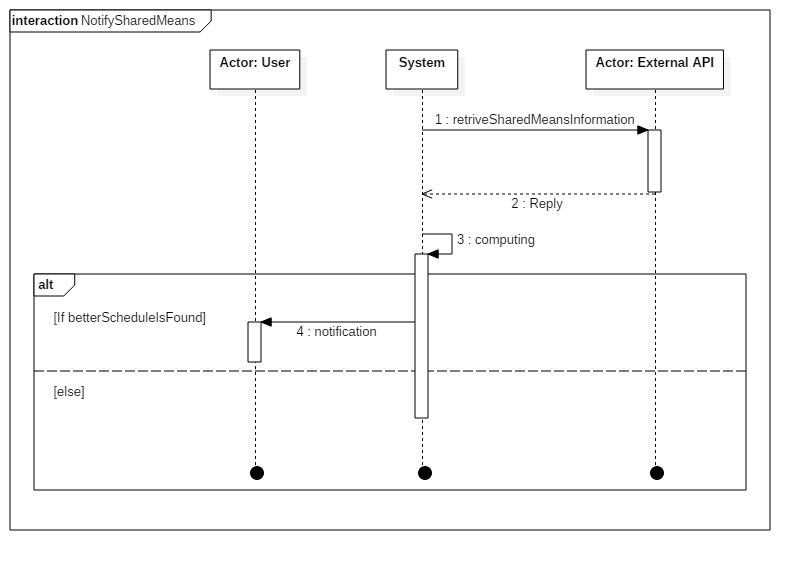 interaction NotifySharedMeans
Actor: User
System
Actor: External API
1 : retriveSharedMeansInformation
2 : Reply
3 : computing
alt
[If betterScheduleIsFound]
4 : notification
[else]